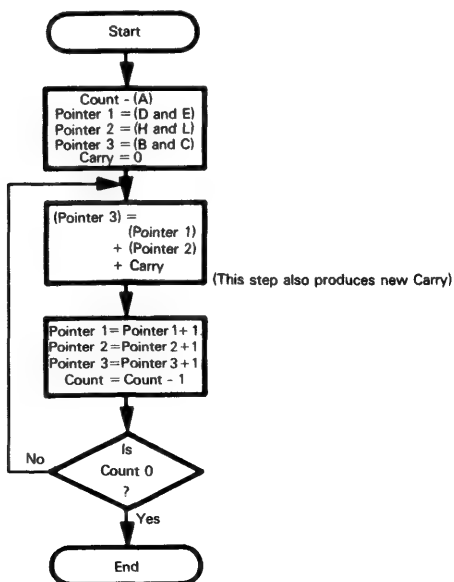 Start
Count - (A)
Pointer 1 = (D and E)
Pointer 2 = (H and L)
Pointer 3 = (B and C)
Carry = 0
(Pointer 3) =
(Pointer 1)
+ (Pointer 2)
+ Carry
(This step also produces new Carry)
Pointer 1 = Pointer 1 + 1
Pointer 2 = Pointer 2 + 1
Pointer 3 = Pointer 3 + 1
Count = Count - 1
Is
No
Count 0
?
Yes
End